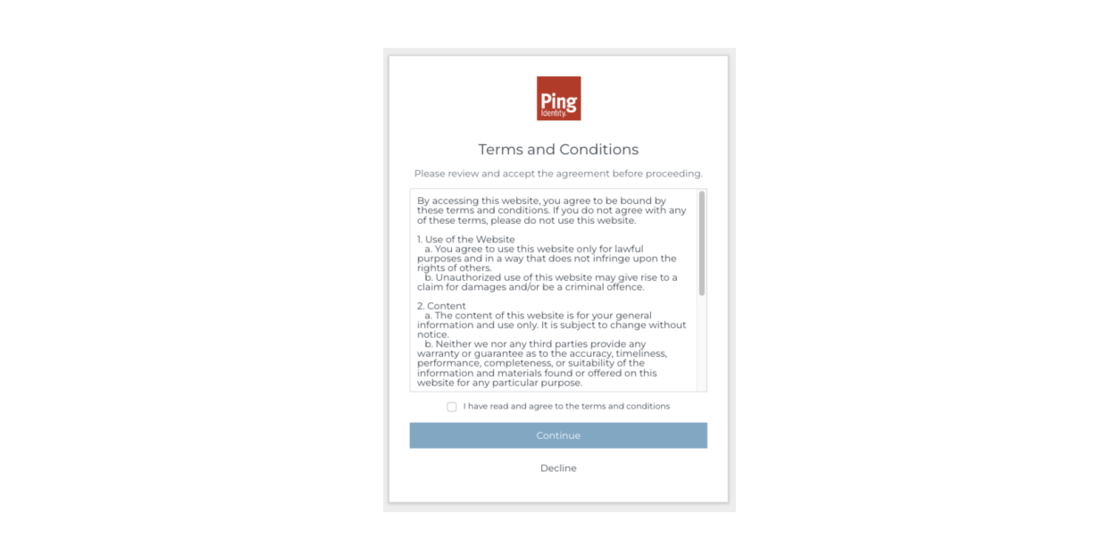 Ping
Identity.
Terms and Conditions
Please review and accept the agreement before proceeding.
By accessing this website, you agree to be bound by
these terms and conditions. If you do not agree with any
of these terms, please do not use this website.
1. Use of the Website
a. You agree to use this website only for lawful
purposes and in a way that does not infringe upon the
rights of others.
b. Unauthorized use of this website may give rise to a
claim for damages and/or be a criminal offence.
2. Content
a. The content of this website is for your general
information and use only. It is subject to change without
notice.
b. Neither we nor any third parties provide any
warranty or guarantee as to the accuracy, timeliness,
performance, completeness, or suitability of the
information and materials found or offered on this
website for any particular purpose.
I have read and agree to the terms and conditions
Continue
Decline